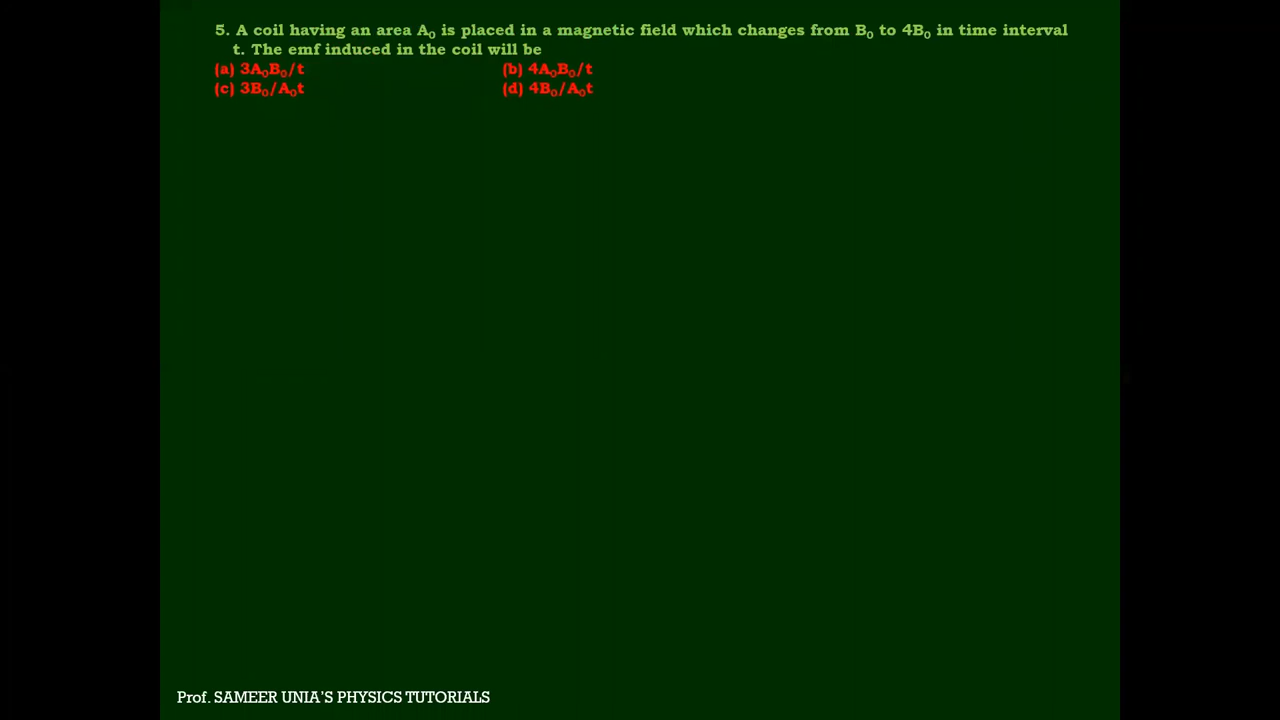 5. A coil having an area A₀ is placed in a magnetic field which changes from B₀ to 4B₀ in time interval
t. The emf induced in the coil will be
(a) 3A₀B₀/t (b) 4A₀B₀/t
(c) 3B₀/A₀t (d) 4B₀/A₀t
Prof. SAMEER UNIA'S PHYSICS TUTORIALS